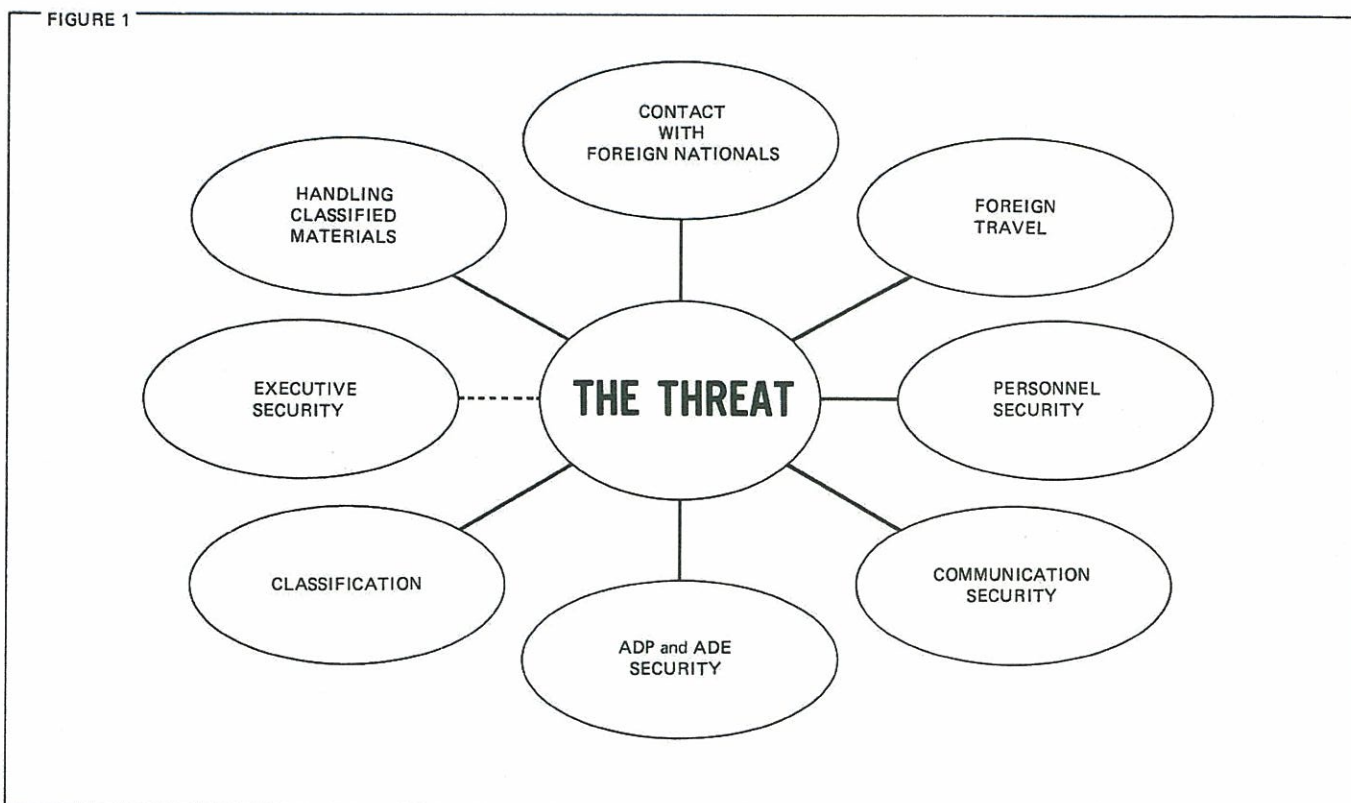 FIGURE 1
CONTACT
WITH
FOREIGN NATIONALS
HANDLING
CLASSIFIED
MATERIALS
FOREIGN
TRAVEL
EXECUTIVE
SECURITY
THE THREAT
PERSONNEL
SECURITY
CLASSIFICATION
COMMUNICATION
SECURITY
ADP and ADE
SECURITY